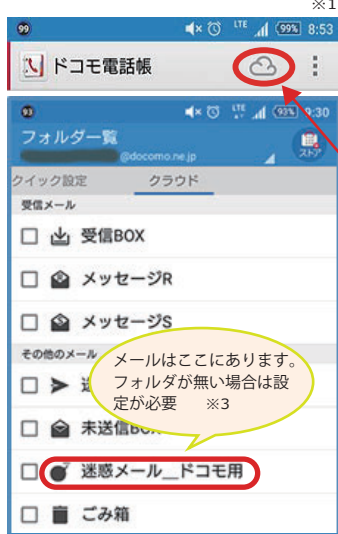 ※1
99 LTE 99% 8:53
ドコモ電話帳
93 LTE 93% 9:30
フォルダ一覧
@docomo.ne.jp
ストア
クイック設定 クラウド
受信メール
受信BOX
メッセージR
メッセージS
その他のメール
メールはここにあります。
フォルダが無い場合は設
定が必要 ※3
未送信BOX
迷惑メール__ドコモ用
ごみ箱